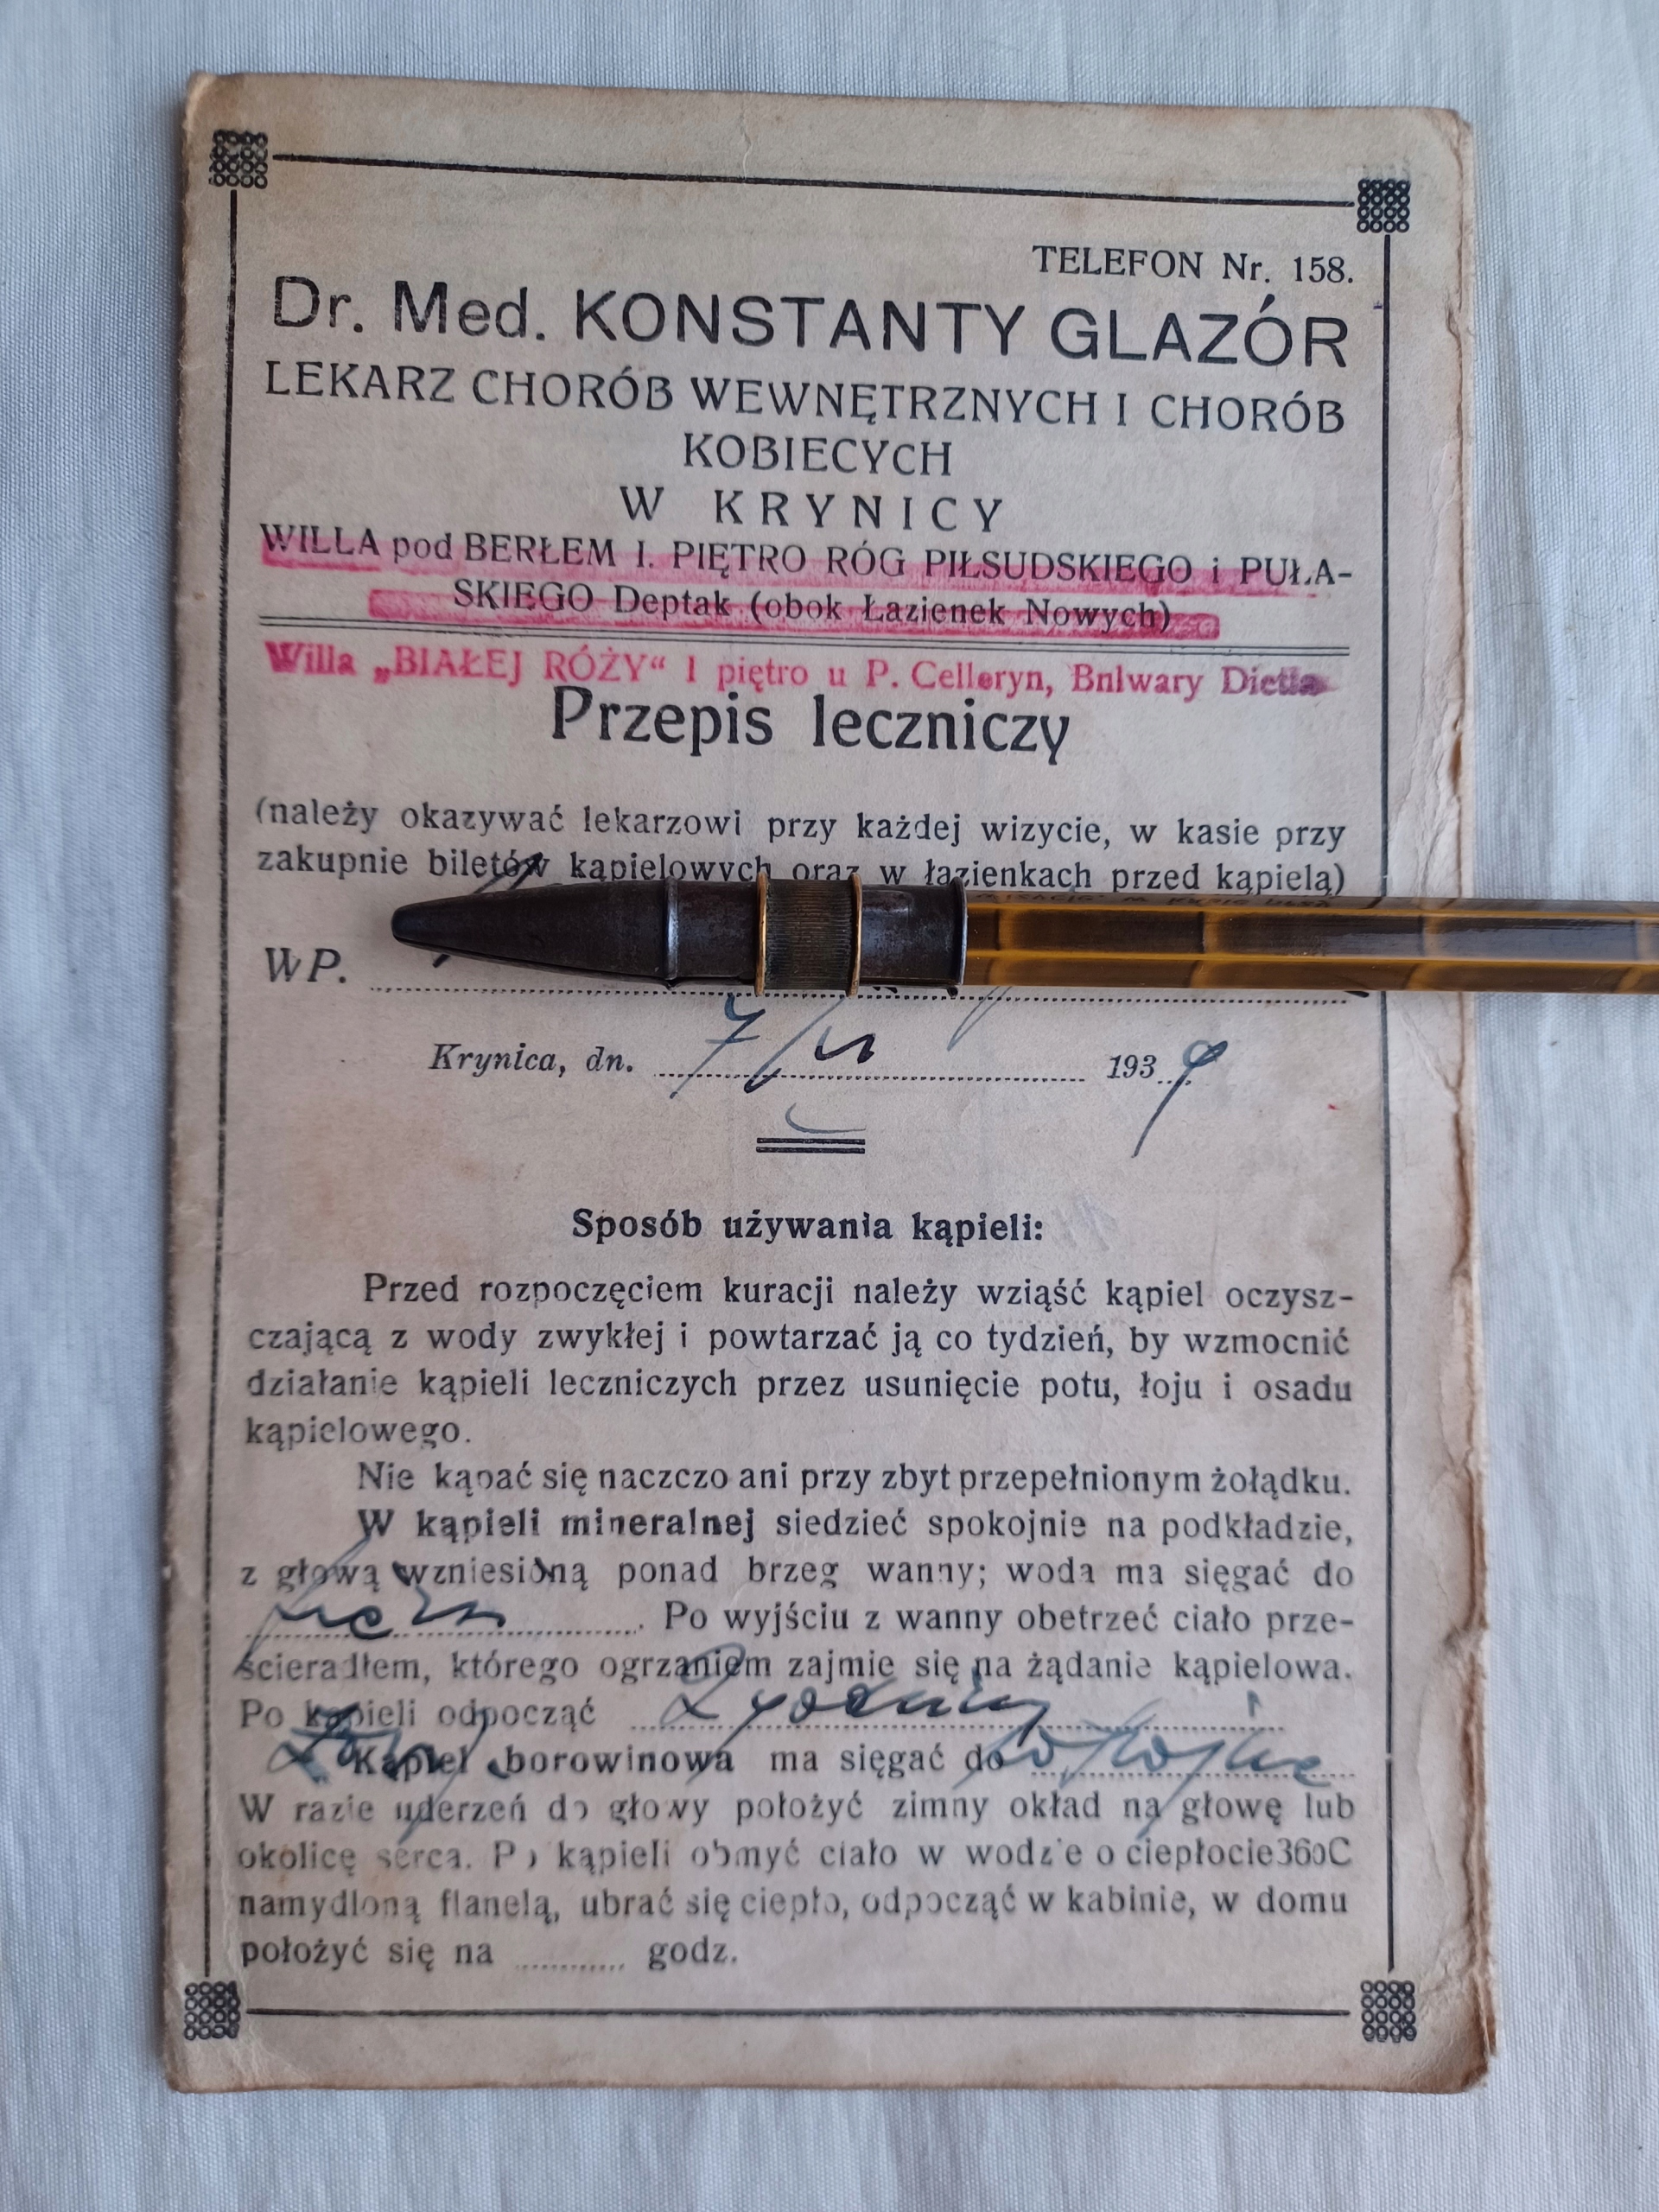 TELEFON Nr. 158.
Dr. Med. KONSTANTY GLAZÓR
LEKARZ CHORÓB WEWNĘTRZNYCH I CHORÓB
KOBIECYCH
W KRYNICY
WILLA pod BERŁEM I. PIĘTRO RÓG PIŁSUDSKIEGO i PUŁA-
SKIEGO Deptak (obok Łazienek Nowych)
Willa „BIAŁEJ RÓŻY“ I piętro u P. Celleryn, Bnlwary Dietla
Przepis leczniczy
(należy okazywać lekarzowi przy każdej wizycie, w kasie przy
zakupnie biletów kąpielowych oraz w łazienkach przed kąpielą)
WP.
Krynica, dn. 7/VI 1939
Sposób używania kąpieli:
Przed rozpoczęciem kuracji należy wziąść kąpiel oczysz-
czającą z wody zwykłej i powtarzać ją co tydzień, by wzmocnić
działanie kąpieli leczniczych przez usunięcie potu, łoju i osadu
kąpielowego.
Nie kąpać się naczczo ani przy zbyt przepełnionym żołądku.
W kąpieli mineralnej siedzieć spokojnie na podkładzie,
z głową wzniesioną ponad brzeg wanny; woda ma sięgać do
. Po wyjściu z wanny obetrzeć ciało prze-
ścieradłem, którego ogrzaniem zajmie się na żądanie kąpielowa.
Po kąpieli odpocząć
Kąpiel borowinowa ma sięgać do
W razie uderzeń do głowy położyć zimny okład na głowę lub
okolicę serca. Po kąpieli obmyć ciało w wodzie o ciepłocie 36oC
namydloną flanelą, ubrać się ciepło, odpocząć w kabinie, w domu
położyć się na ............ godz.